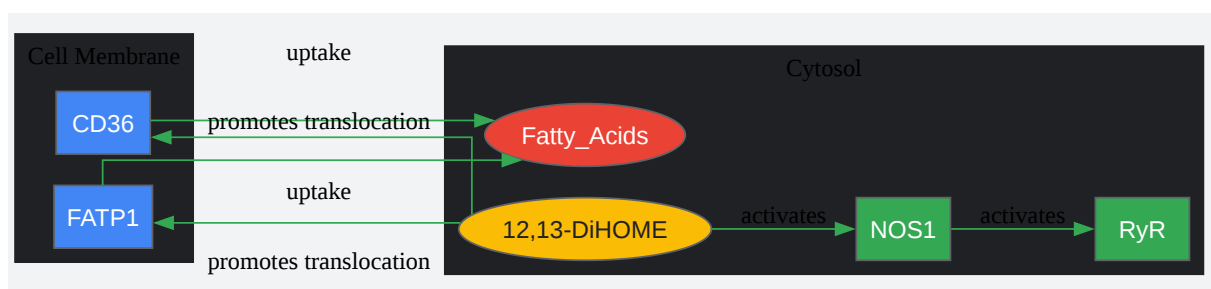 Cell Membrane
uptake
Cytosol
CD36
promotes translocation
Fatty_Acids
uptake
FATP1
12,13-DiHOME
activates
NOS1
activates
RyR
promotes translocation